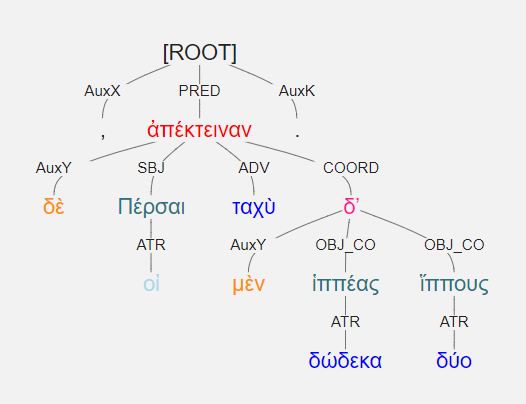 [ROOT]
AuxX PRED AuxK
, ἀπέκτειναν .
AuxY SBJ ADV COORD
δὲ Πέρσαι ταχὺ δ’
ATR AuxY OBJ_CO OBJ_CO
οἱ μὲν ἱππέας ἵππους
ATR ATR
δώδεκα δύο